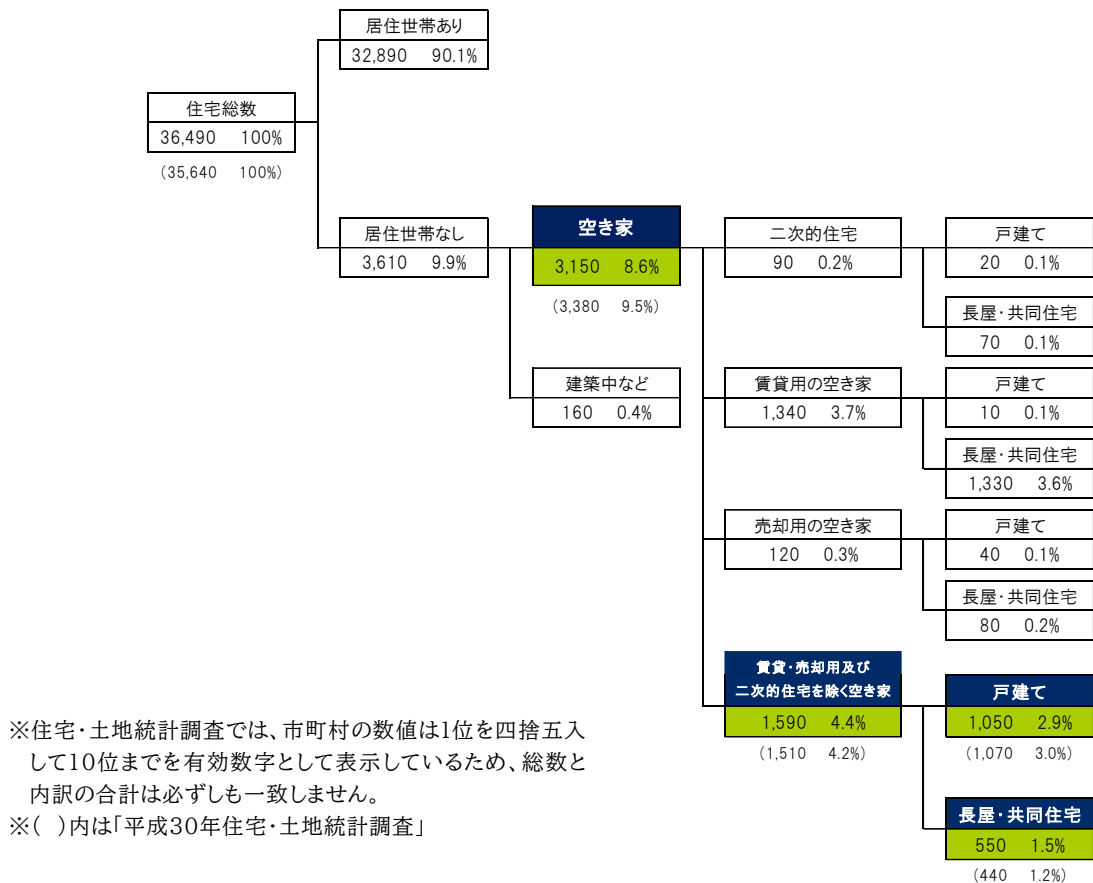 居住世帯あり
32,890 90.1%
住宅総数
36,490 100%
(35,640 100%)
居住世帯なし
3,610 9.9%
空き家
3,150 8.6%
(3,380 9.5%)
建築中など
160 0.4%
二次的住宅
90 0.2%
戸建て
20 0.1%
長屋・共同住宅
70 0.1%
賃貸用の空き家
1,340 3.7%
戸建て
10 0.1%
長屋・共同住宅
1,330 3.6%
売却用の空き家
120 0.3%
戸建て
40 0.1%
長屋・共同住宅
80 0.2%
賃貸・売却用及び
二次的住宅を除く空き家
1,590 4.4%
(1,510 4.2%)
戸建て
1,050 2.9%
(1,070 3.0%)
長屋・共同住宅
550 1.5%
(440 1.2%)
※住宅・土地統計調査では、市町村の数値は1位を四捨五入
して10位までを有効数字として表示しているため、総数と
内訳の合計は必ずしも一致しません。
※( )内は「平成30年住宅・土地統計調査」